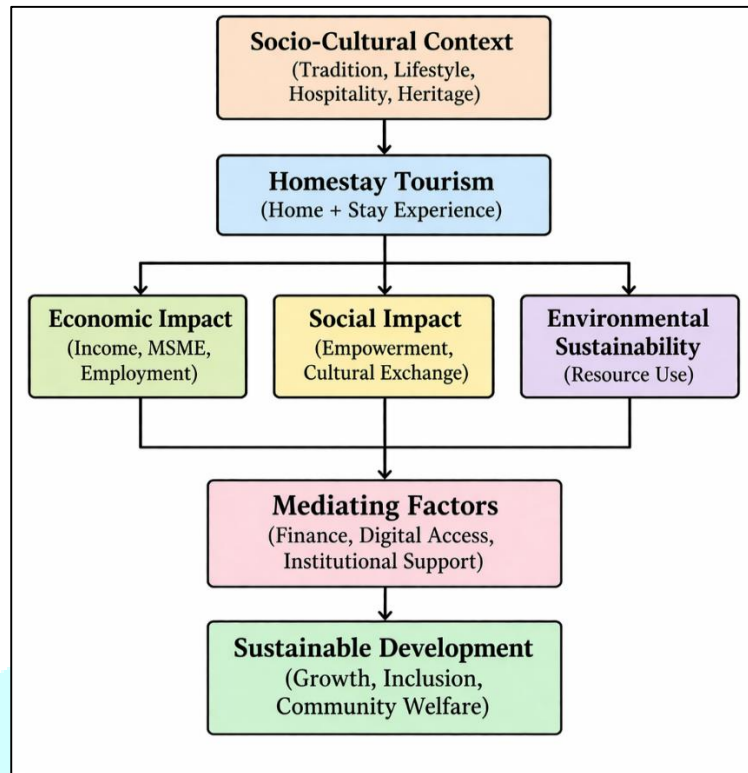 Socio-Cultural Context
(Tradition, Lifestyle,
Hospitality, Heritage)
Homestay Tourism
(Home + Stay Experience)
Economic Impact
(Income, MSME,
Employment)
Social Impact
(Empowerment,
Cultural Exchange)
Environmental
Sustainability
(Resource Use)
Mediating Factors
(Finance, Digital Access,
Institutional Support)
Sustainable Development
(Growth, Inclusion,
Community Welfare)